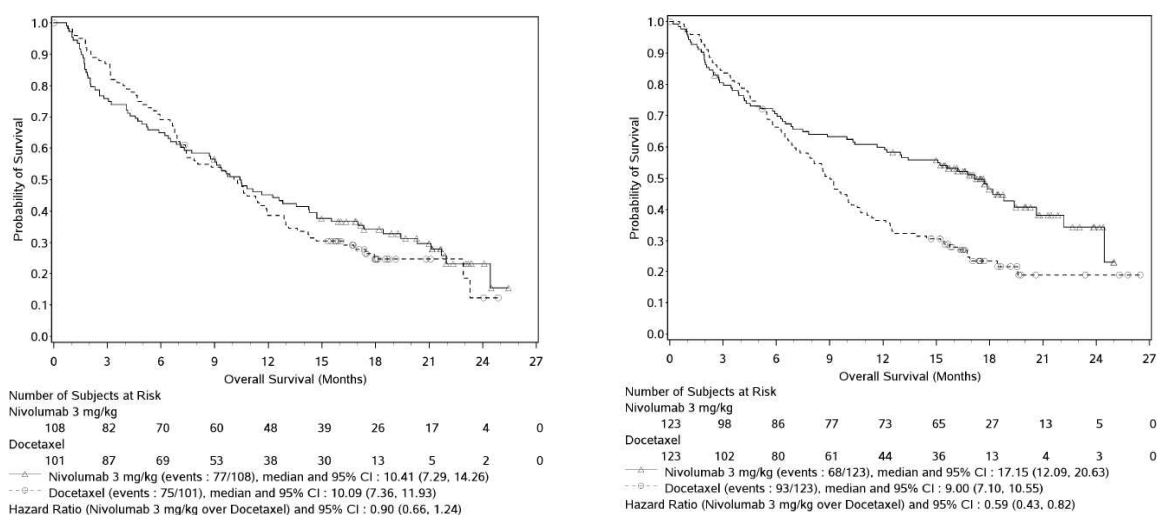 1.0
0.9
0.8
0.7
0.6
0.5
0.4
0.3
0.2
0.1
0.0
Probability of Survival
0 3 6 9 12 15 18 21 24 27
Overall Survival (Months)
Number of Subjects at Risk
Nivolumab 3 mg/kg
108 82 70 60 48 39 26 17 4 0
Docetaxel
101 87 69 53 38 30 13 5 2 0
Nivolumab 3 mg/kg (events : 77/108), median and 95% CI : 10.41 (7.29, 14.26)
Docetaxel (events : 75/101), median and 95% CI : 10.09 (7.36, 11.93)
Hazard Ratio (Nivolumab 3 mg/kg over Docetaxel) and 95% CI : 0.90 (0.66, 1.24)
1.0
0.9
0.8
0.7
0.6
0.5
0.4
0.3
0.2
0.1
0.0
Probability of Survival
0 3 6 9 12 15 18 21 24 27
Overall Survival (Months)
Number of Subjects at Risk
Nivolumab 3 mg/kg
123 98 86 77 73 65 27 13 5 0
Docetaxel
123 102 80 61 44 36 13 4 3 0
Nivolumab 3 mg/kg (events : 68/123), median and 95% CI : 17.15 (12.09, 20.63)
Docetaxel (events : 93/123), median and 95% CI : 9.00 (7.10, 10.55)
Hazard Ratio (Nivolumab 3 mg/kg over Docetaxel) and 95% CI : 0.59 (0.43, 0.82)